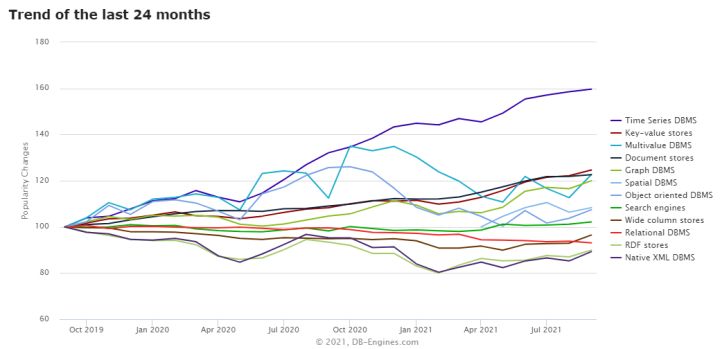 Trend of the last 24 months
180
160
140
120
100
80
60
Popularity Changes
Oct 2019
Jan 2020
Apr 2020
Jul 2020
Oct 2020
Jan 2021
Apr 2021
Jul 2021
© 2021, DB-Engines.com
Time Series DBMS
Key-value stores
Multivalue DBMS
Document stores
Graph DBMS
Spatial DBMS
Object oriented DBMS
Search engines
Wide column stores
Relational DBMS
RDF stores
Native XML DBMS